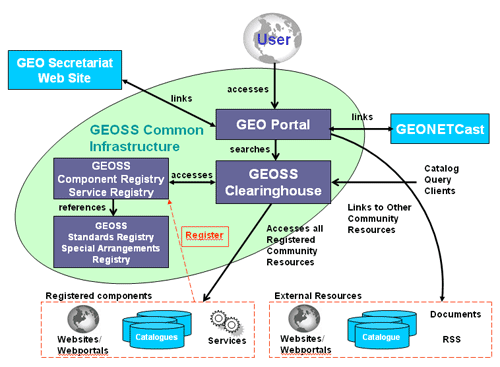 User
GEO Secretariat
Web Site
accesses
links
GEOSS Common
Infrastructure
GEO Portal
links
GEONETCast
searches
GEOSS
Component Registry
Service Registry
accesses
GEOSS
Clearinghouse
Catalog
Query
Clients
references
Links to Other
Community
Resources
GEOSS
Standards Registry
Special Arrangements
Registry
Register
Accesses all
Registered
Community
Resources
Registered components
External Resources
Websites/
Webportals
Catalogues
Services
Websites/
Webportals
Catalogue
Documents
RSS